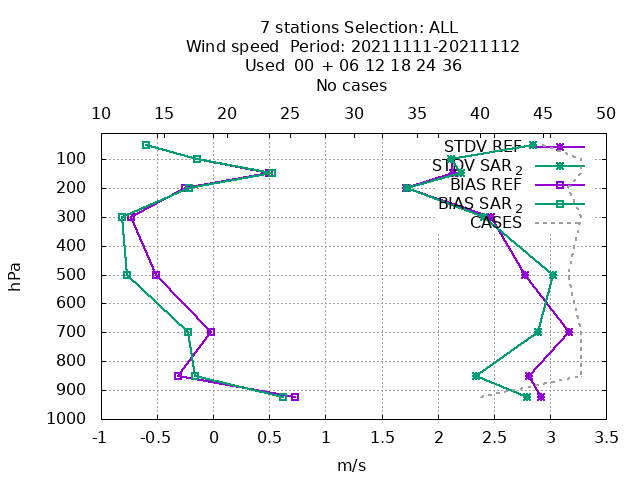 7 stations Selection: ALL
Wind speed  Period: 20211111-20211112
Used  00 + 06 12 18 24 36
No cases
10 15 20 25 30 35 40 45 50
STDV REF
STDV SAR 2
BIAS REF
BIAS SAR 2
CASES
100
200
300
400
500
600
700
800
900
1000
hPa
-1 -0.5 0 0.5 1 1.5 2 2.5 3 3.5
m/s